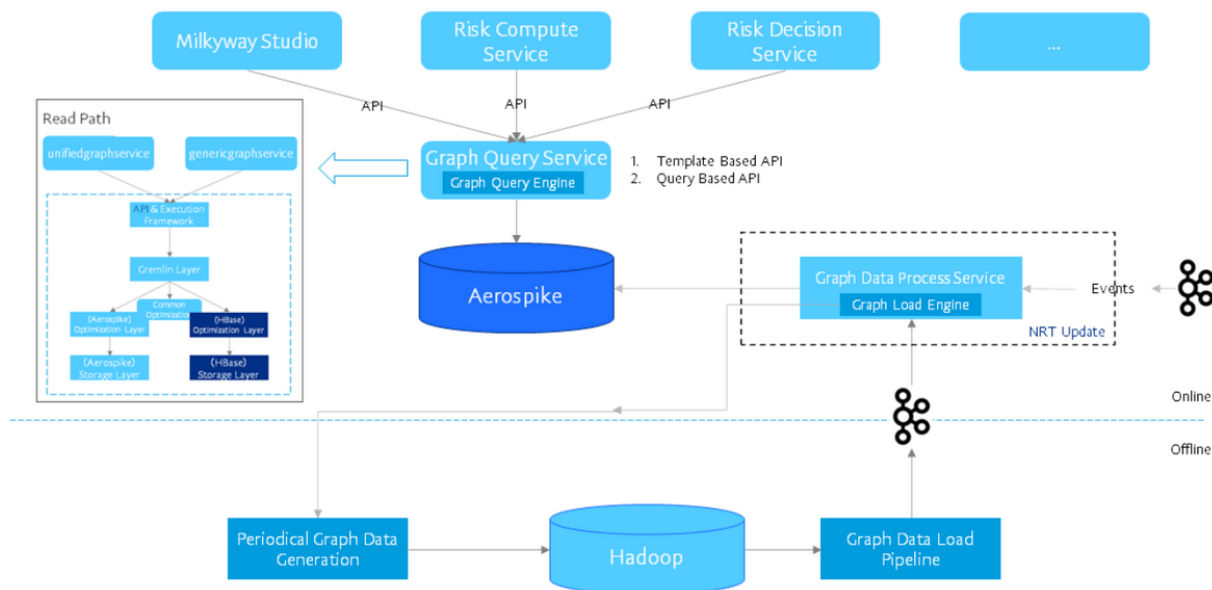 Milkyway Studio
Risk Compute
Service
Risk Decision
Service
...
API
API
API
Read Path
unifiedgraphservice
genericgraphservice
API & Execution
Framework
Gremlin Layer
Common
Optimization
(Aerospike)
Optimization Layer
(HBase)
Optimization Layer
(Aerospike)
Storage Layer
(HBase)
Storage Layer
Graph Query Service
Graph Query Engine
1. Template Based API
2. Query Based API
Aerospike
Graph Data Process Service
Graph Load Engine
Events
NRT Update
Online
Offline
Periodical Graph Data
Generation
Hadoop
Graph Data Load
Pipeline